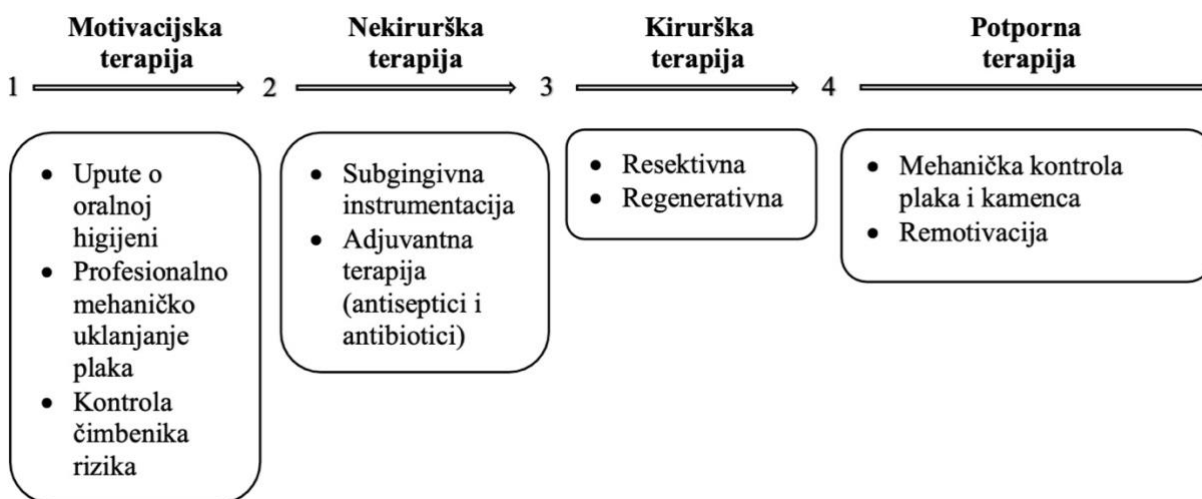 Motivacijska
terapija
Nekirurška
terapija
Kirurška
terapija
Potporna
terapija
1
2
3
4
• Upute o
oralnoj
higijeni
• Profesionalno
mehaničko
uklanjanje
plaka
• Kontrola
čimbenika
rizika
• Subgingivna
instrumentacija
• Adjuvantna
terapija
(antiseptici i
antibiotici)
• Resektivna
• Regenerativna
• Mehanička kontrola
plaka i kamenca
• Remotivacija